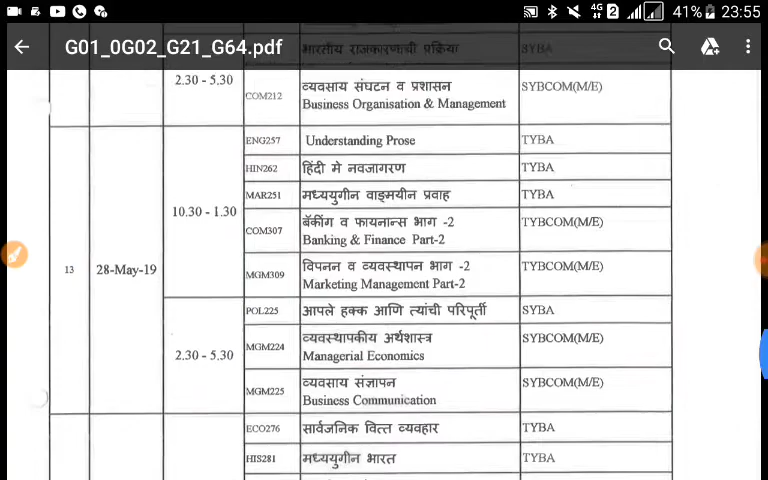 41% 23:55
G01_0G02_G21_G64.pdf
भारतीय राजकारणाची प्रक्रिया SYBA
2.30 - 5.30 COM212 व्यवसाय संघटन व प्रशासन SYBCOM(M/E)
Business Organisation & Management
13 28-May-19 10.30 - 1.30 ENG257 Understanding Prose TYBA
HIN262 हिंदी मे नवजागरण TYBA
MAR251 मध्ययुगीन वाङ्मयीन प्रवाह TYBA
COM307 बॅकींग व फायनान्स भाग -2 TYBCOM(M/E)
Banking & Finance Part-2
MGM309 विपनन व व्यवस्थापन भाग -2 TYBCOM(M/E)
Marketing Management Part-2
2.30 - 5.30 POL225 आपले हक्क आणि त्यांची परिपूर्ती SYBA
MGM224 व्यवस्थापकीय अर्थशास्त्र SYBCOM(M/E)
Managerial Economics
MGM225 व्यवसाय संज्ञापन SYBCOM(M/E)
Business Communication
ECO276 सार्वजनिक वित्त व्यवहार TYBA
HIS281 मध्ययुगीन भारत TYBA